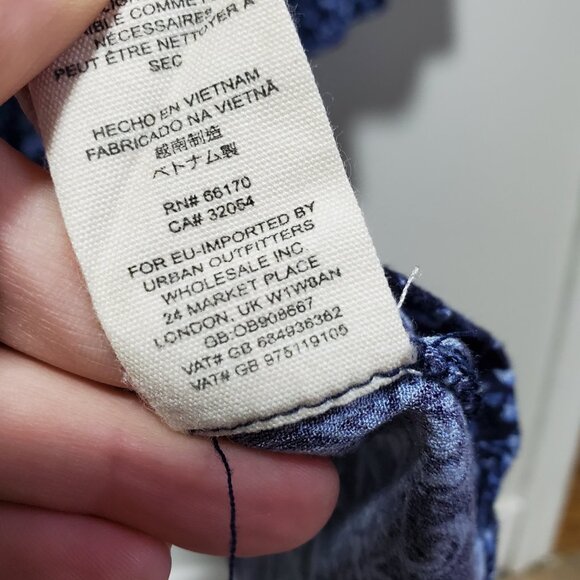 COMME
NÉCESSAIRES
PEUT ÊTRE NETTOYER À
SEC
HECHO EN VIETNAM
FABRICADO NA VIETNÃ
越南制造
ベトナム製
RN# 66170
CA# 32054
FOR EU-IMPORTED BY
URBAN OUTFITTERS
WHOLESALE INC
24 MARKET PLACE
LONDON, UK W1W8AN
GB:OB908667
VAT# GB 684936362
VAT# GB 975119105